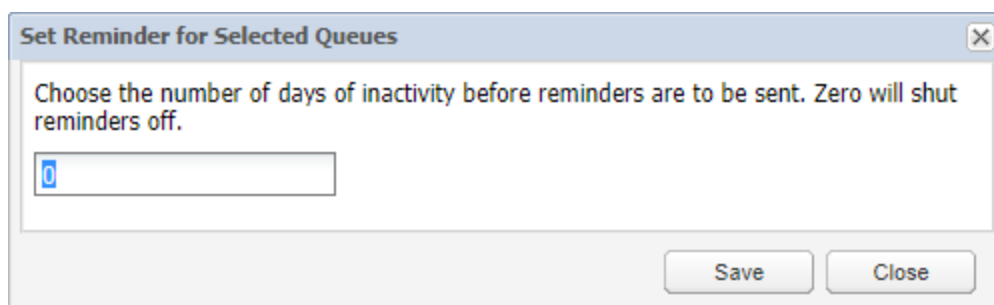 Set Reminder for Selected Queues
Choose the number of days of inactivity before reminders are to be sent. Zero will shut
reminders off.
0
Save Close